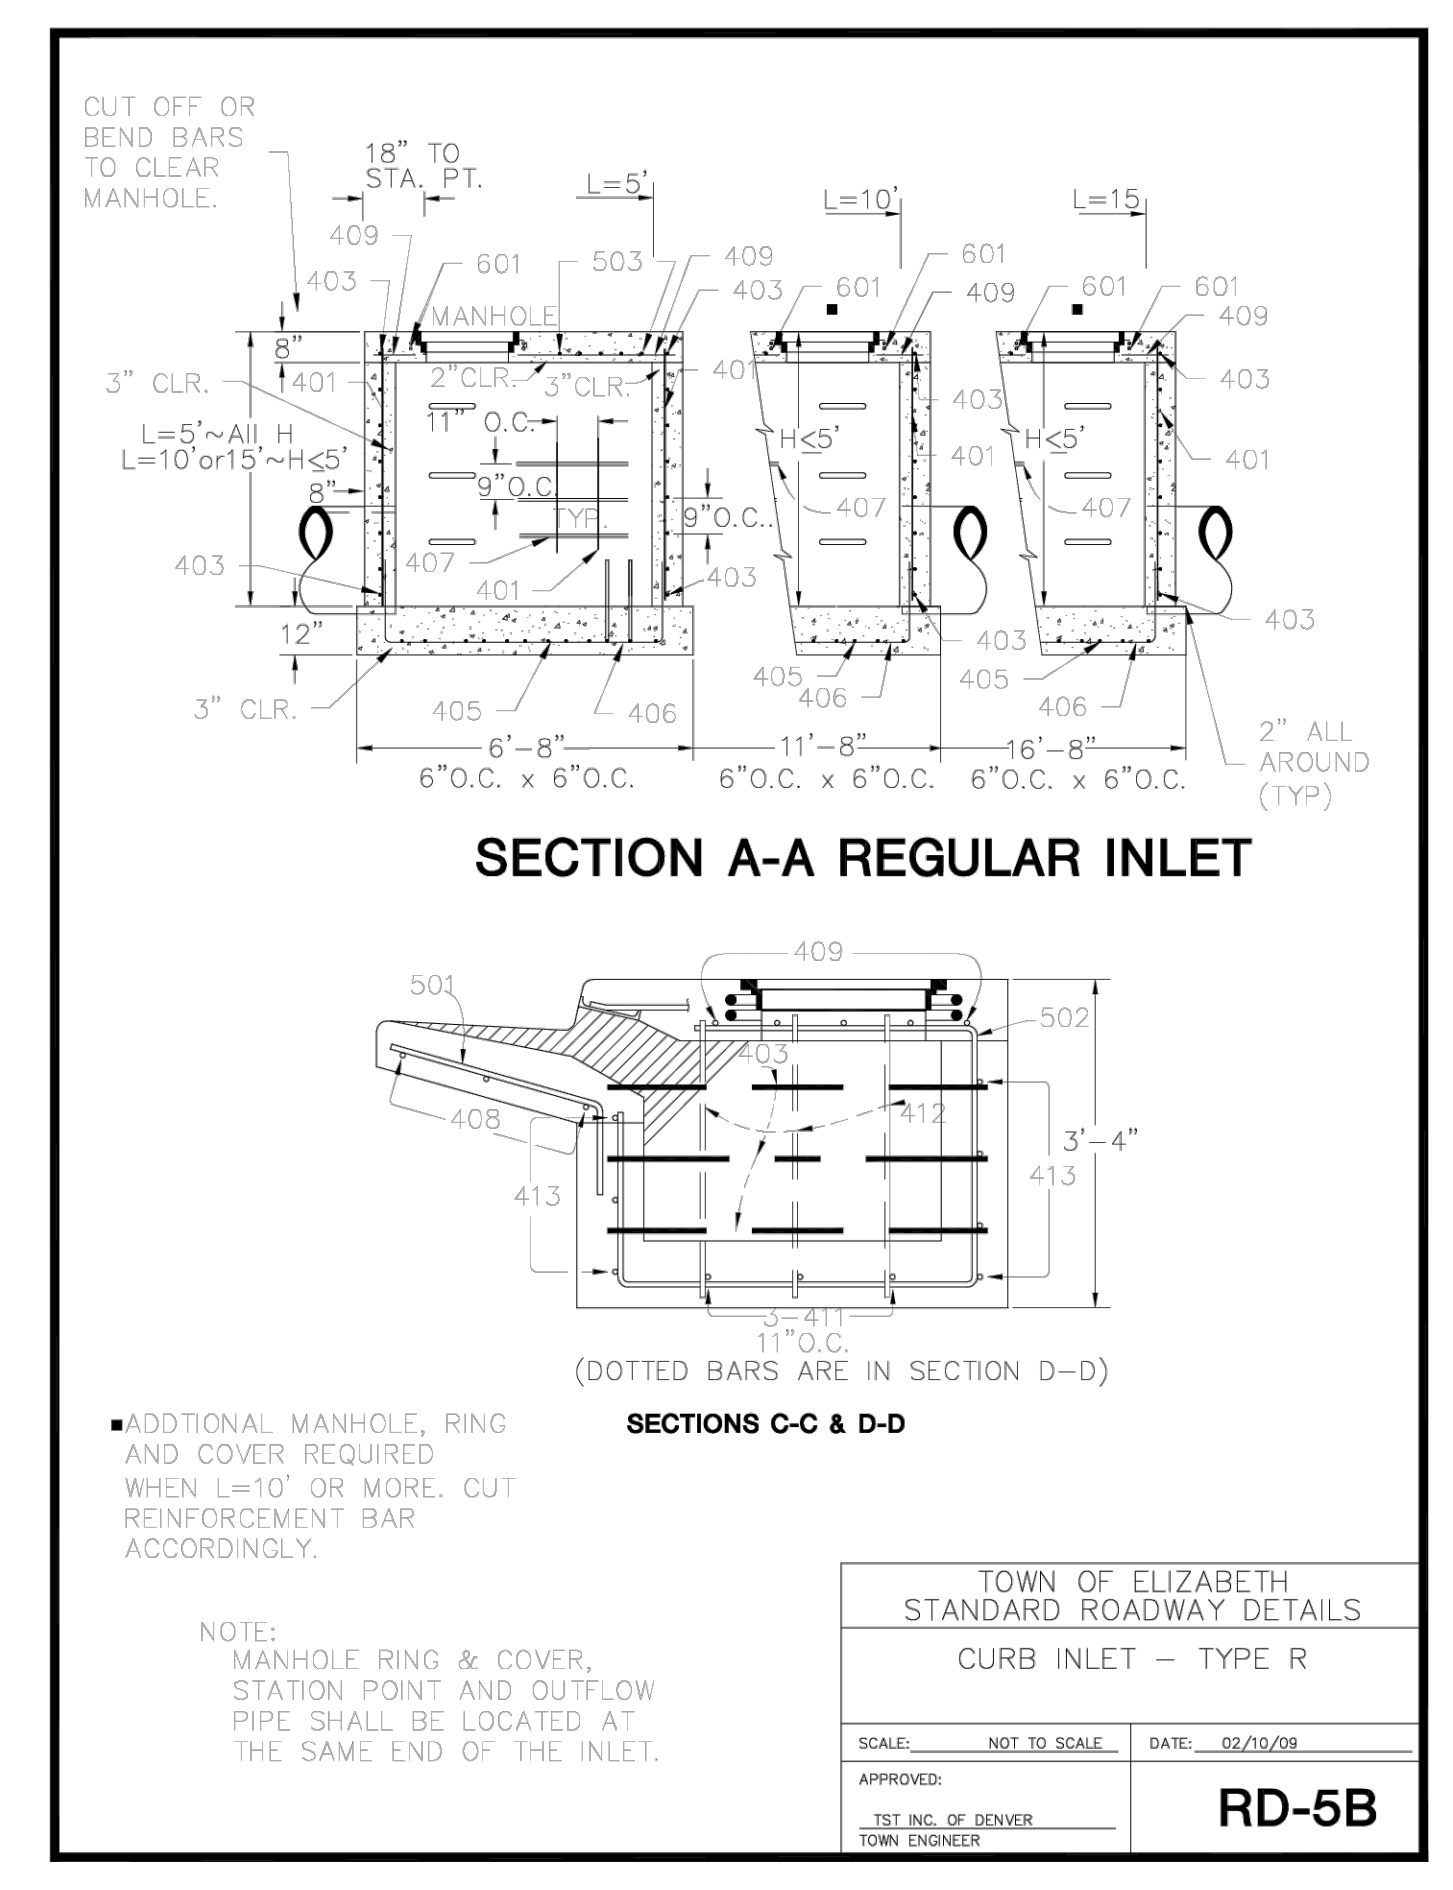 CUT OFF OR
BEND BARS
TO CLEAR
MANHOLE.
18" TO
STA. PT.
L=5'
L=10'
L=15
409
403
601
503
409
403
601
601
409
601
601
409
MANHOLE
8"
3" CLR.
401
2"CLR.
3"CLR.
401
403
403
L=5'~All H
L=10'or15'~H≤5'
11" O.C.
H≤5'
H≤5'
401
401
8"
9"O.C.
TYP.
9"O.C..
407
407
403
407
401
403
12"
403
403
3" CLR.
405
406
405
406
405
406
2" ALL
AROUND
(TYP)
6'-8"
11'-8"
16'-8"
6"O.C. x 6"O.C.
6"O.C. x 6"O.C.
6"O.C. x 6"O.C.
SECTION A-A REGULAR INLET
409
501
502
403
408
412
3'-4"
413
413
3-411
11"O.C.
(DOTTED BARS ARE IN SECTION D-D)
SECTIONS C-C & D-D
■ADDTIONAL MANHOLE, RING
AND COVER REQUIRED
WHEN L=10' OR MORE. CUT
REINFORCEMENT BAR
ACCORDINGLY.
NOTE:
MANHOLE RING & COVER,
STATION POINT AND OUTFLOW
PIPE SHALL BE LOCATED AT
THE SAME END OF THE INLET.
TOWN OF ELIZABETH
STANDARD ROADWAY DETAILS
CURB INLET - TYPE R
SCALE: NOT TO SCALE
DATE: 02/10/09
APPROVED:
TST INC. OF DENVER
TOWN ENGINEER
RD-5B